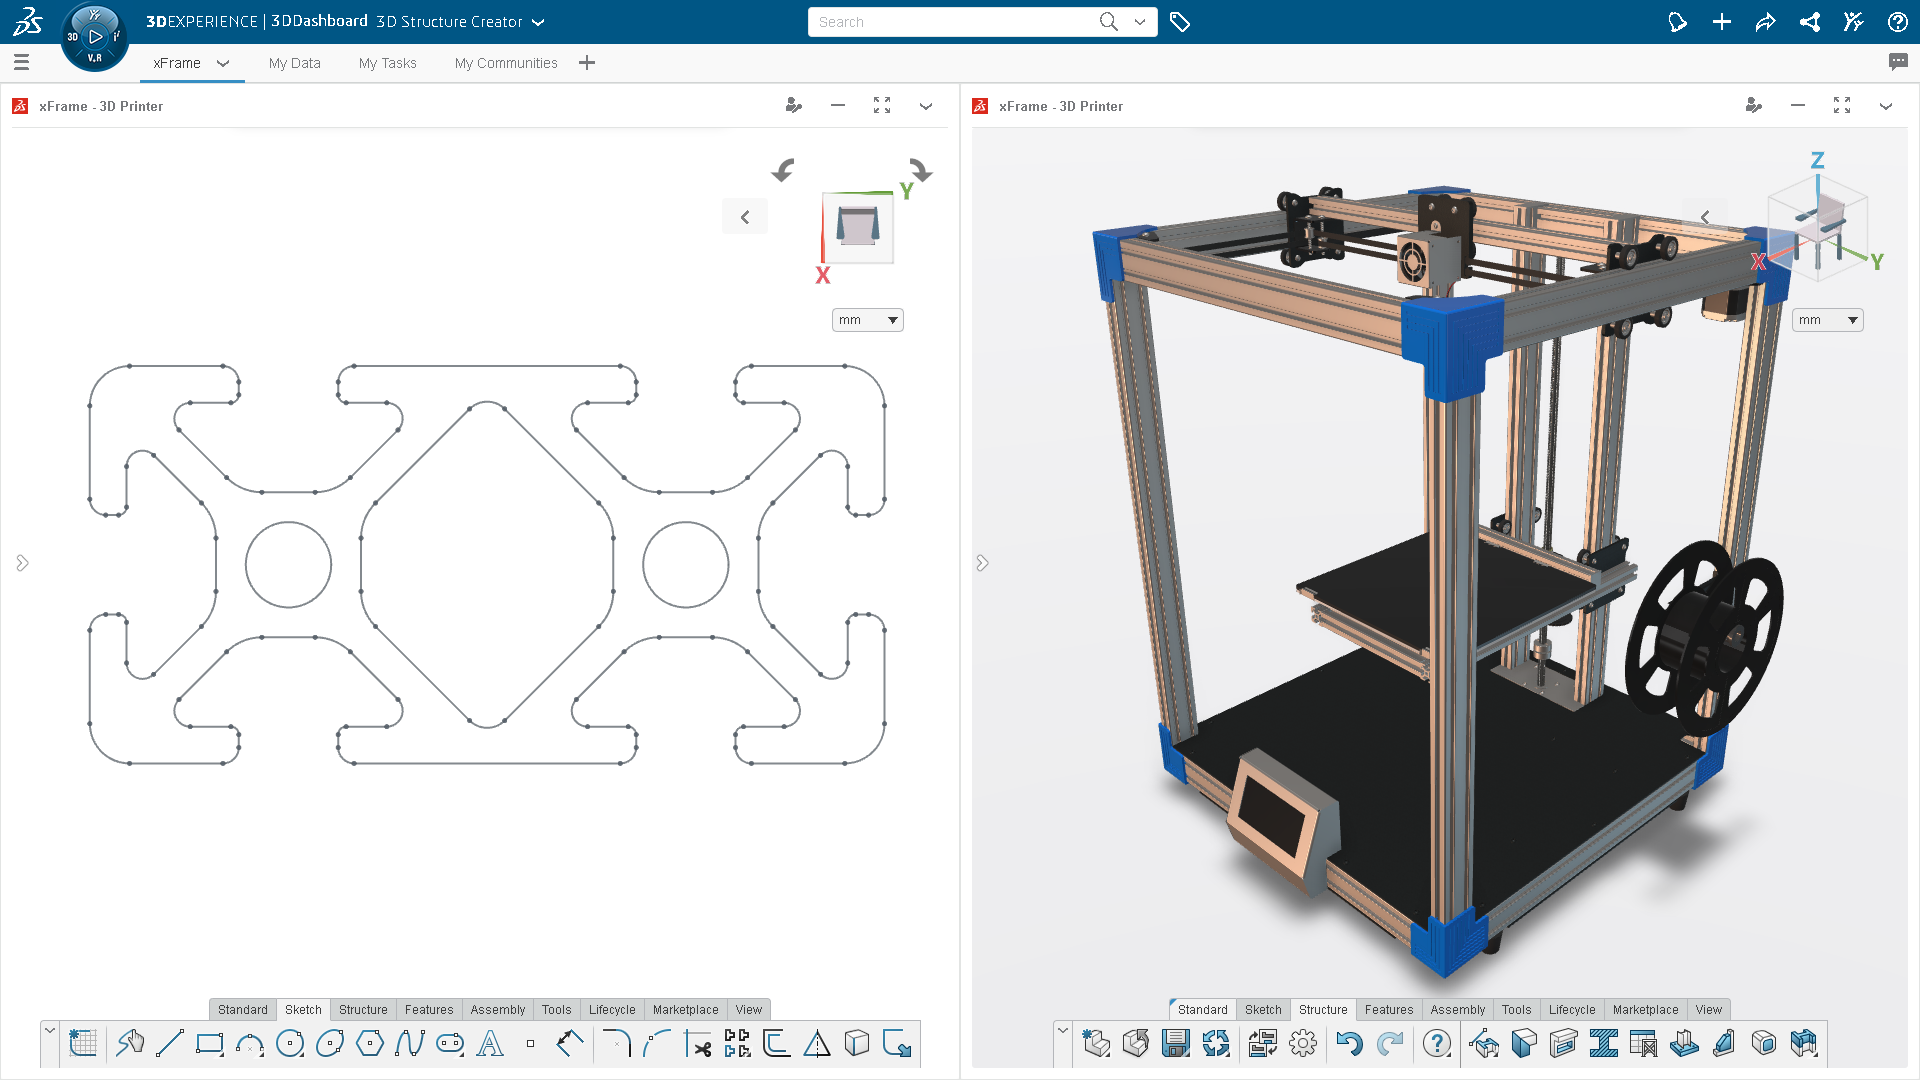 3DEXPERIENCE | 3DDashboard 3D Structure Creator
Search
3D
V.R
xFrame
My Data
My Tasks
My Communities
xFrame - 3D Printer
Y
X
mm
Standard
Sketch
Structure
Features
Assembly
Tools
Lifecycle
Marketplace
View
xFrame - 3D Printer
Z
X
Y
mm
Standard
Sketch
Structure
Features
Assembly
Tools
Lifecycle
Marketplace
View